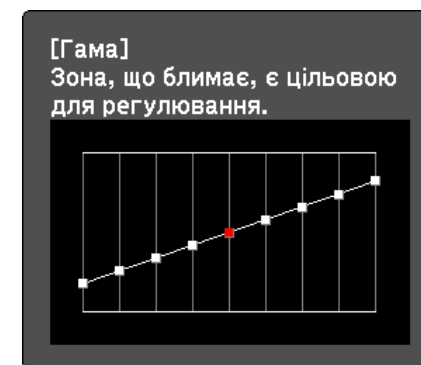 [Гама]
Зона, що блимає, є цільовою
для регулювання.